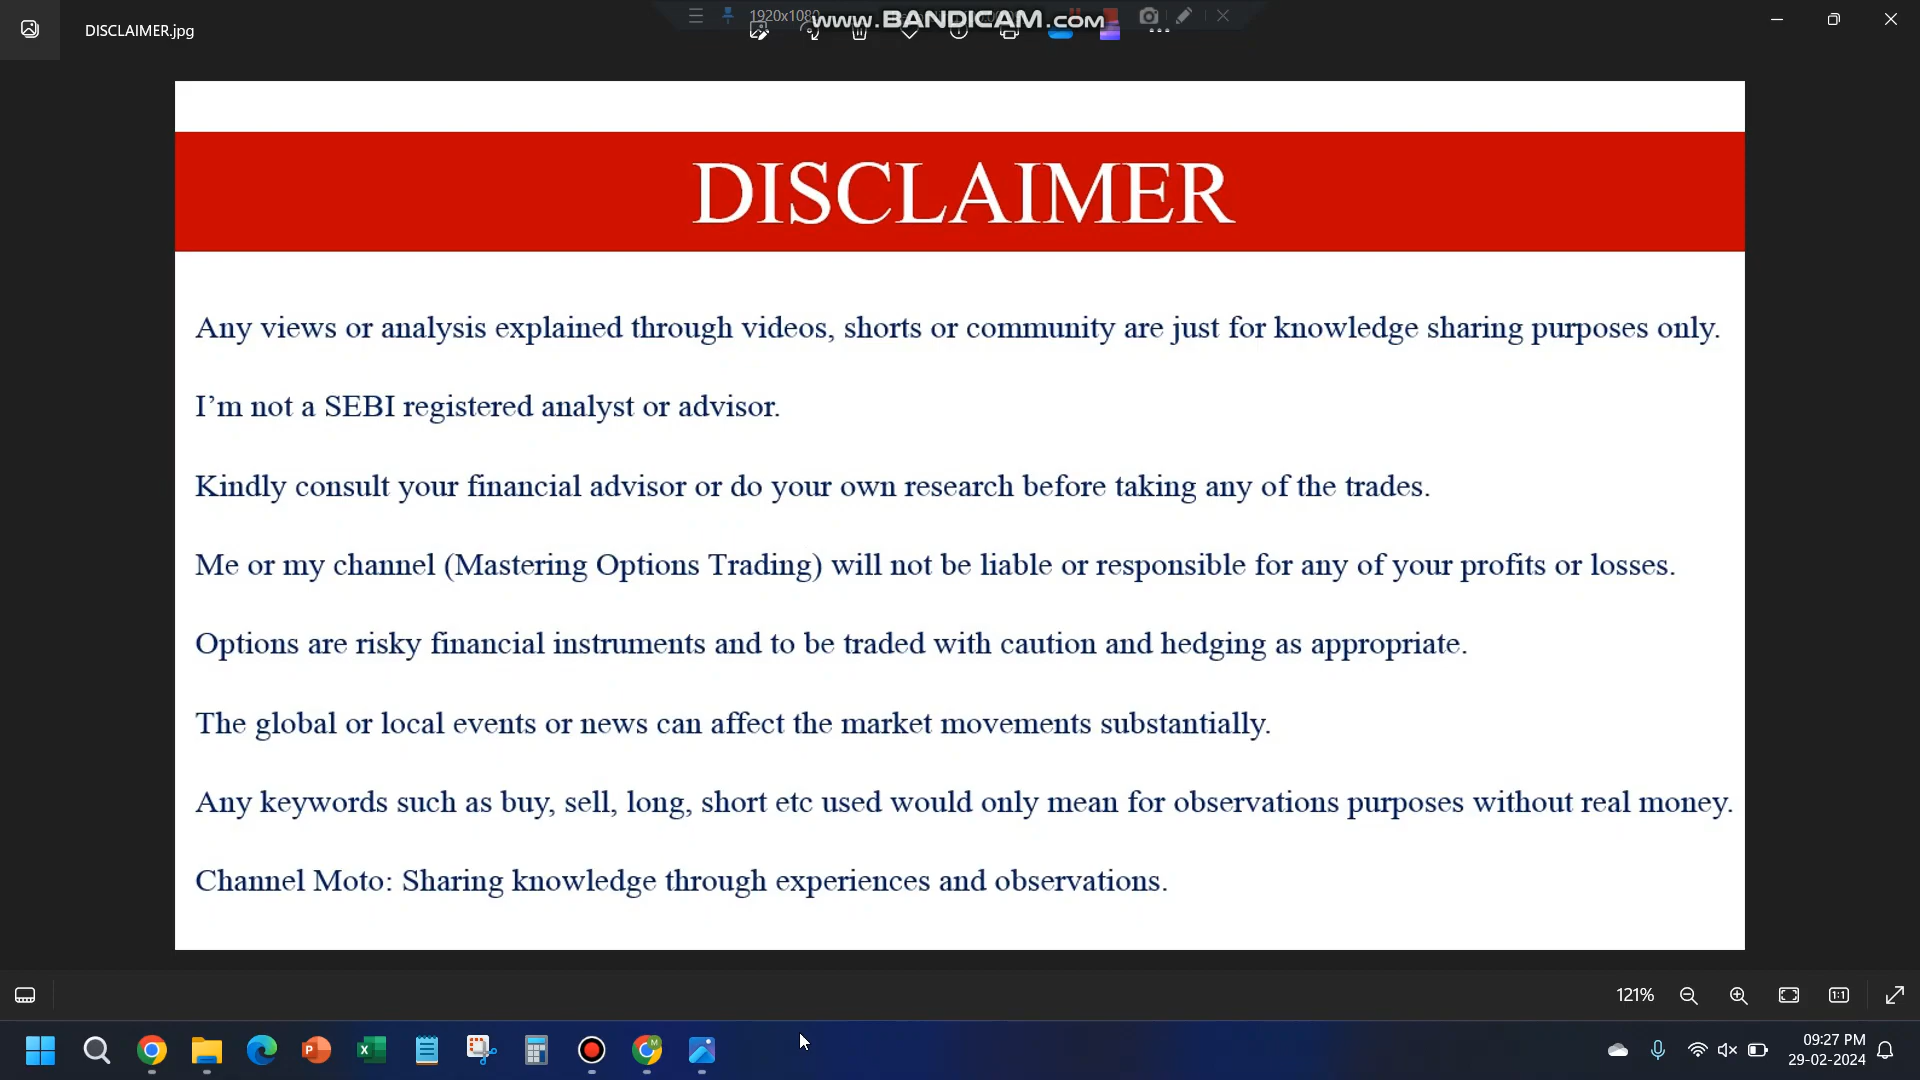 DISCLAIMER.jpg
1920x1080
www.BANDICAM.com
DISCLAIMER
Any views or analysis explained through videos, shorts or community are just for knowledge sharing purposes only.
I’m not a SEBI registered analyst or advisor.
Kindly consult your financial advisor or do your own research before taking any of the trades.
Me or my channel (Mastering Options Trading) will not be liable or responsible for any of your profits or losses.
Options are risky financial instruments and to be traded with caution and hedging as appropriate.
The global or local events or news can affect the market movements substantially.
Any keywords such as buy, sell, long, short etc used would only mean for observations purposes without real money.
Channel Moto: Sharing knowledge through experiences and observations.
121%
1:1
09:27 PM
29-02-2024